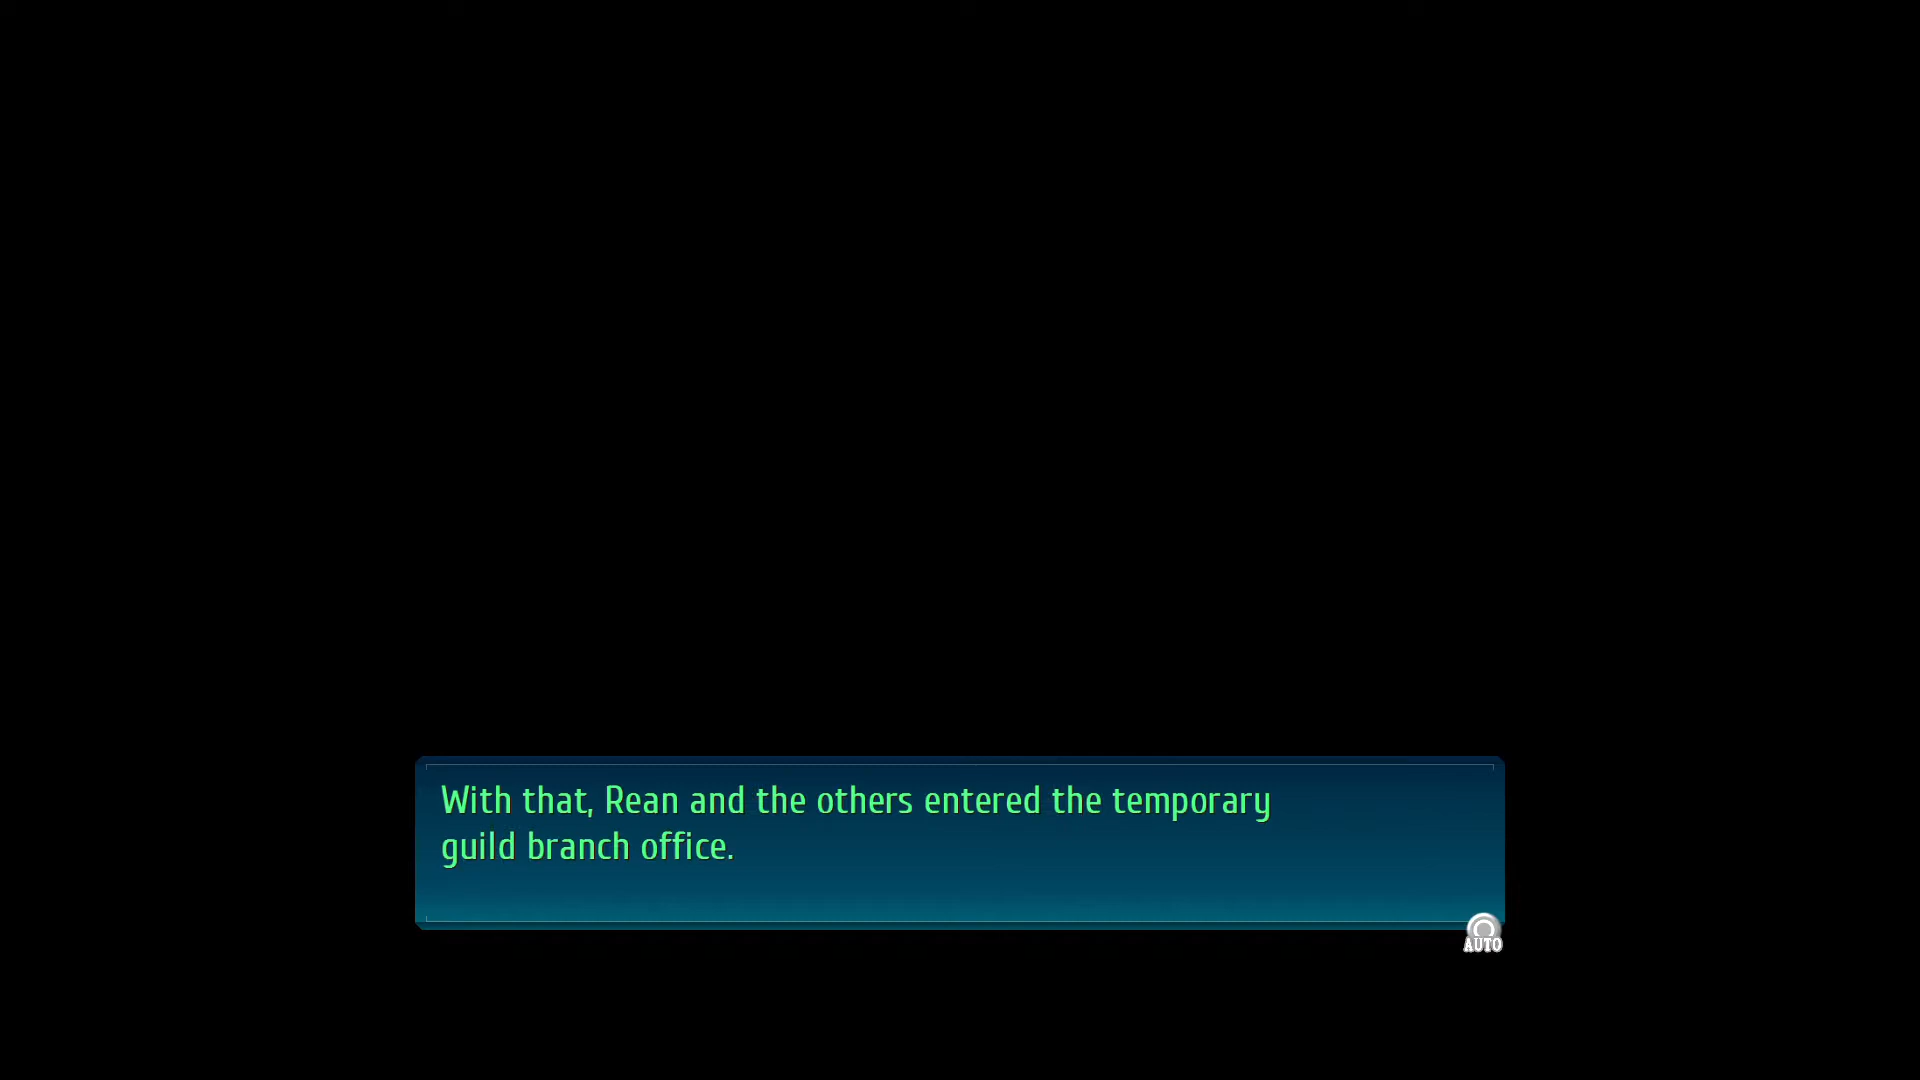 With that, Rean and the others entered the temporary
guild branch office.
AUTO